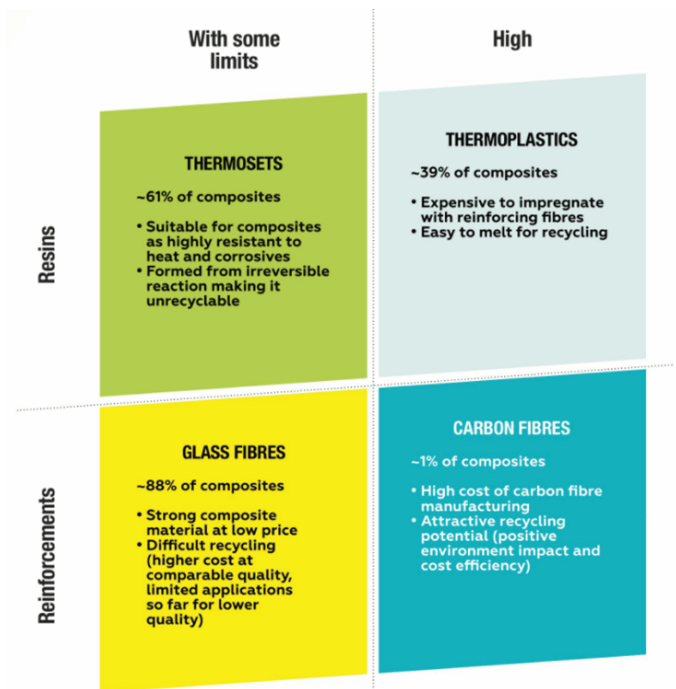 With some
limits
High
Resins
THERMOSETS
~61% of composites
• Suitable for composites
as highly resistant to
heat and corrosives
• Formed from irreversible
reaction making it
unrecyclable
THERMOPLASTICS
~39% of composites
• Expensive to impregnate
with reinforcing fibres
• Easy to melt for recycling
Reinforcements
GLASS FIBRES
~88% of composites
• Strong composite
material at low price
• Difficult recycling
(higher cost at
comparable quality,
limited applications
so far for lower
quality)
CARBON FIBRES
~1% of composites
• High cost of carbon fibre
manufacturing
• Attractive recycling
potential (positive
environment impact and
cost efficiency)